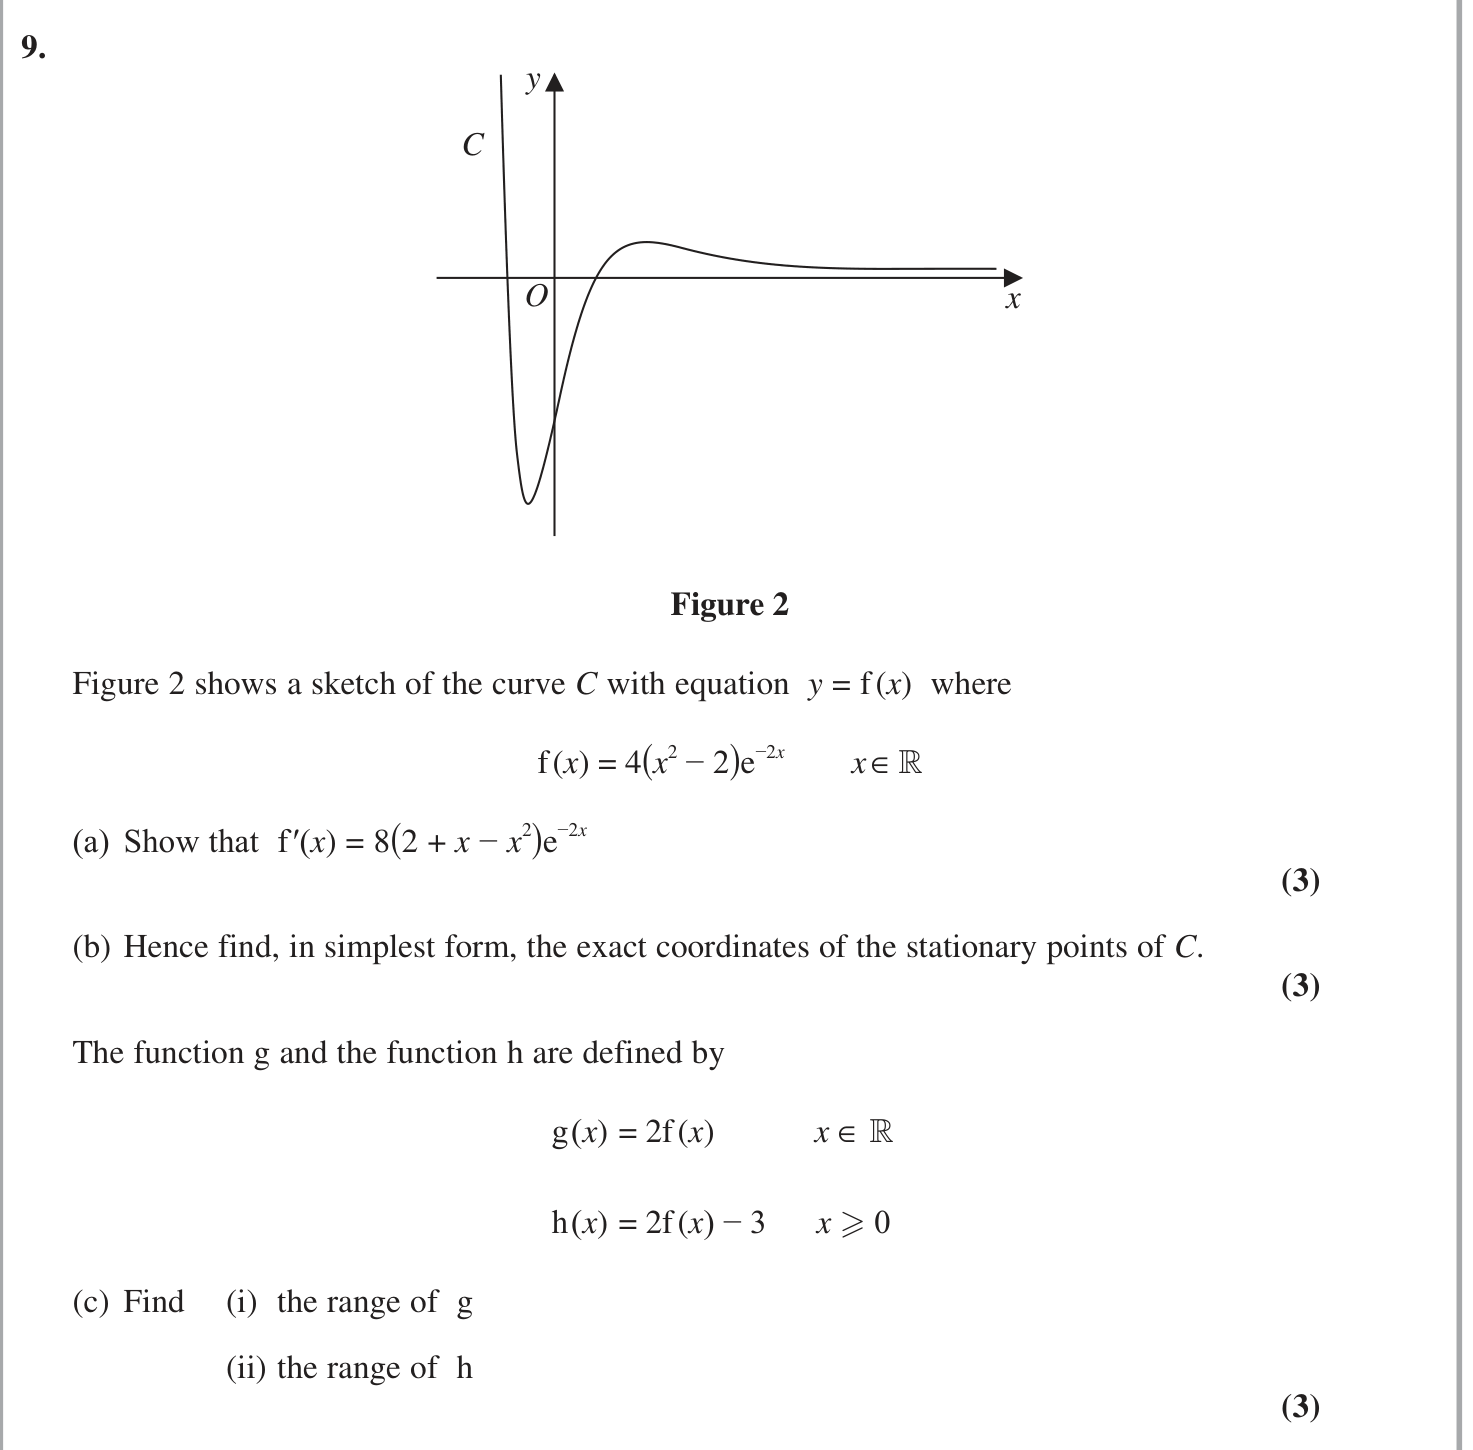 9.
y
C
O
x
Figure 2
Figure 2 shows a sketch of the curve C with equation y = f(x) where
f(x) = 4(x² − 2)e⁻²ˣ x ∈ ℝ
(a) Show that f′(x) = 8(2 + x − x²)e⁻²ˣ
(3)
(b) Hence find, in simplest form, the exact coordinates of the stationary points of C.
(3)
The function g and the function h are defined by
g(x) = 2f(x) x ∈ ℝ
h(x) = 2f(x) − 3 x ⩾ 0
(c) Find (i) the range of g
(ii) the range of h
(3)